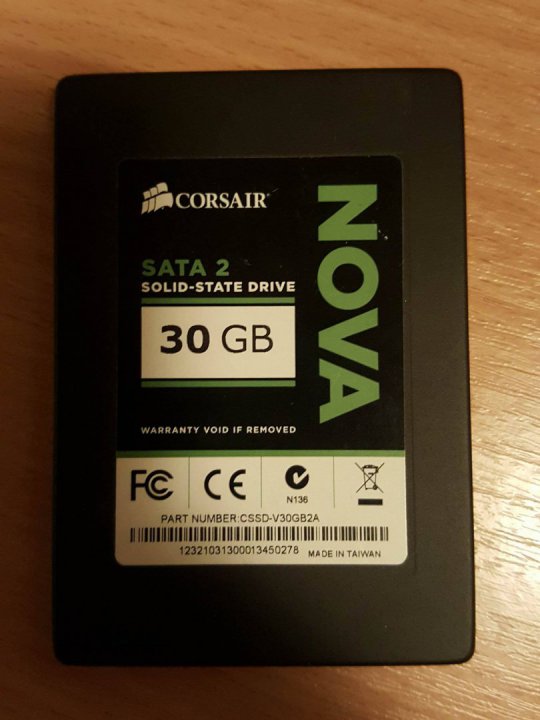 CORSAIR
NOVA
SATA 2
SOLID-STATE DRIVE
30 GB
WARRANTY VOID IF REMOVED
FC CE N136
PART NUMBER:CSSD-V30GB2A
12321031300013450278 MADE IN TAIWAN